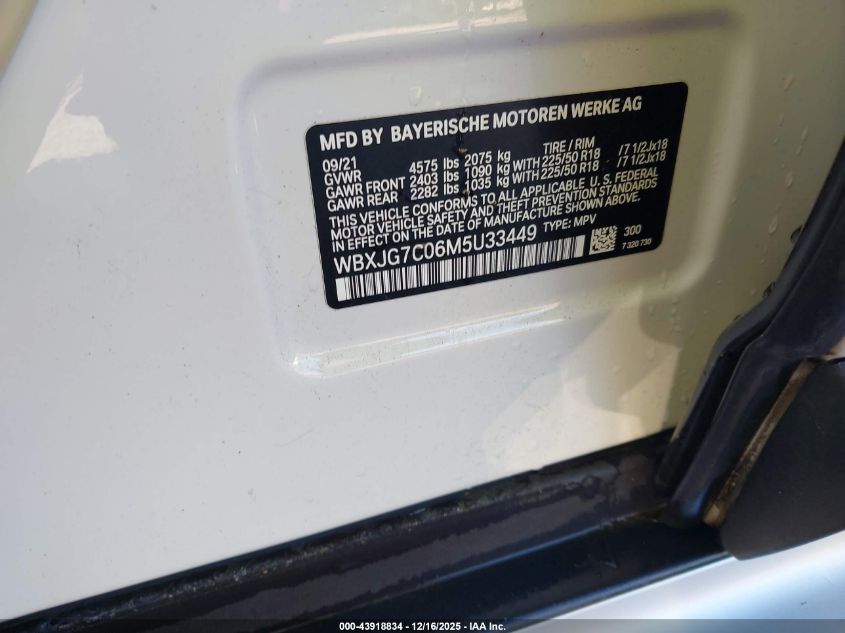 MFD BY BAYERISCHE MOTOREN WERKE AG
09/21 TIRE / RIM
GVWR 4575 lbs 2075 kg
GAWR FRONT 2403 lbs 1090 kg WITH 225/50 R18 /7 1/2Jx18
GAWR REAR 2282 lbs 1035 kg WITH 225/50 R18 /7 1/2Jx18
THIS VEHICLE CONFORMS TO ALL APPLICABLE U. S. FEDERAL
MOTOR VEHICLE SAFETY AND THEFT PREVENTION STANDARDS
IN EFFECT ON THE DATE OF MANUFACTURE SHOWN ABOVE.
WBXJG7C06M5U33449 TYPE: MPV
300
7 320 730
000-43918834 - 12/16/2025 - IAA Inc.